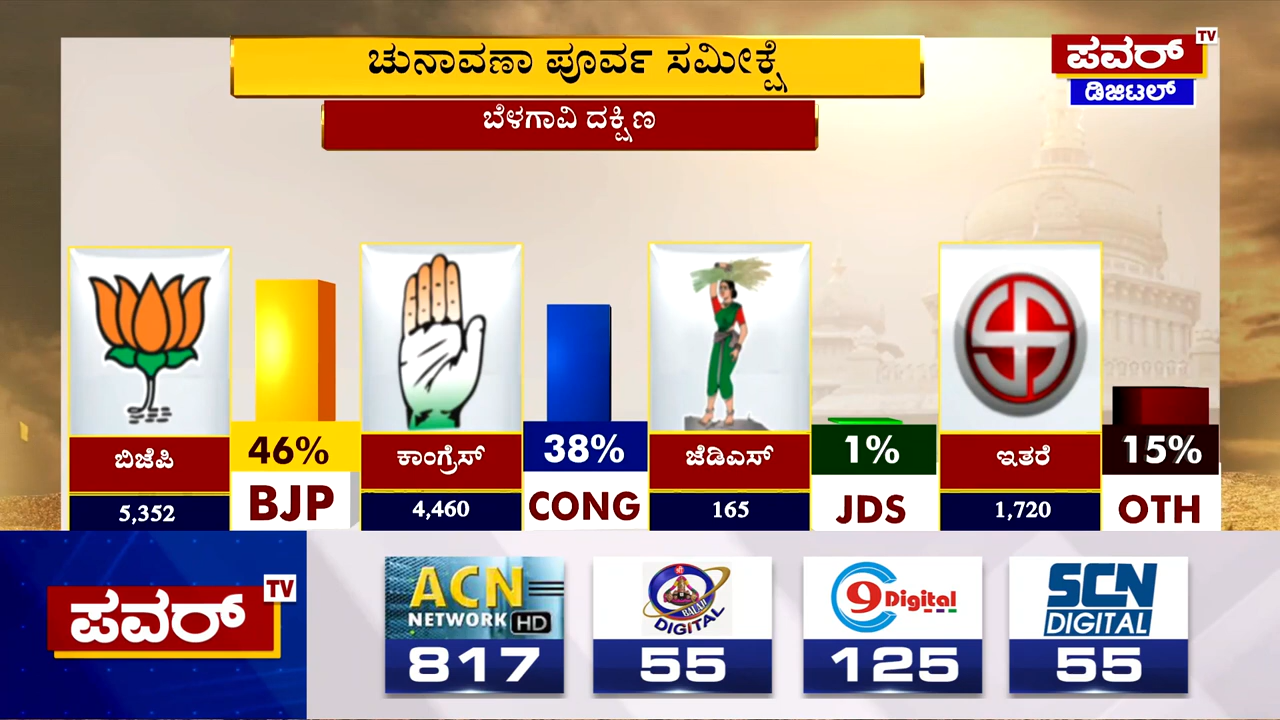 ಚುನಾವಣಾ ಪೂರ್ವ ಸಮೀಕ್ಷೆ
ಪವರ್ TV
ಡಿಜಿಟಲ್
ಬೆಳಗಾವಿ ದಕ್ಷಿಣ
46% 38% 1% 15%
ಬಿಜೆಪಿ ಕಾಂಗ್ರೆಸ್ ಜೆಡಿಎಸ್ ಇತರೆ
BJP CONG JDS OTH
5,352 4,460 165 1,720
ಪವರ್ TV
ACN
NETWORK HD
817
BALAJI
DIGITAL
55
9 Digital
125
SCN
DIGITAL
55